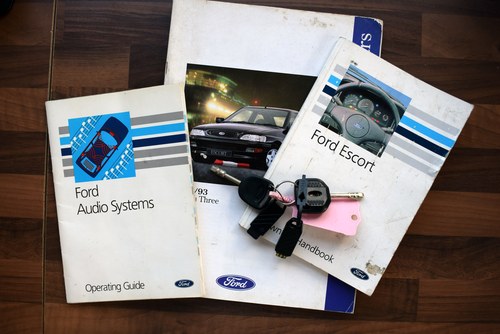 Ford
Audio Systems
Operating Guide
Ford
/93
Three
Ford
Ford Escort
Handbook
Ford